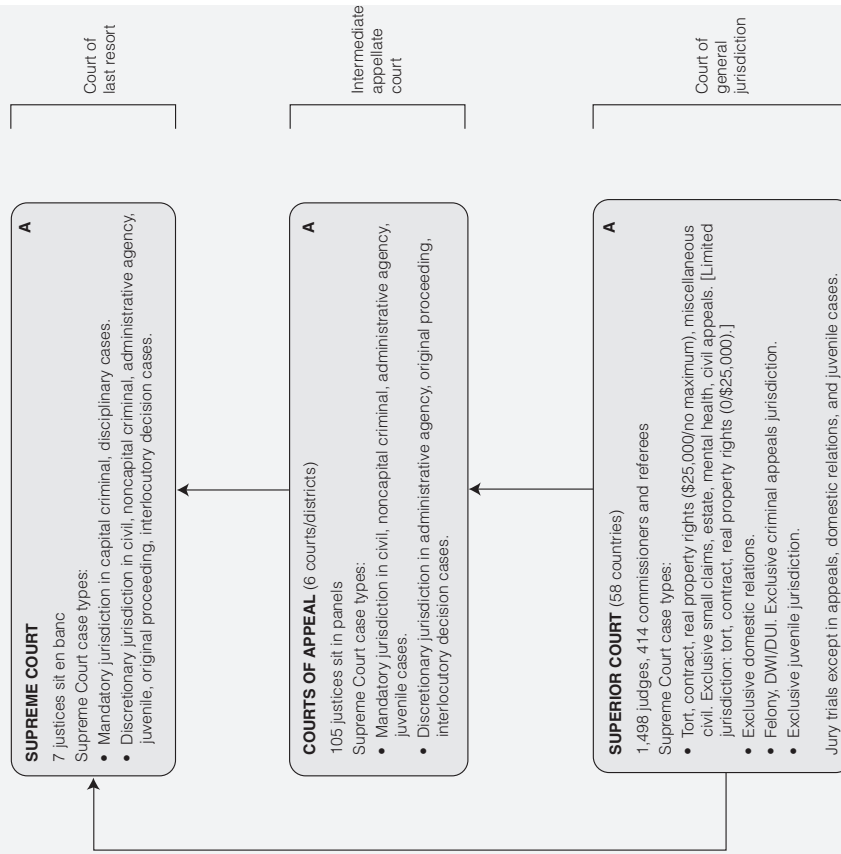 SUPREME COURT A
7 justices sit en banc
Supreme Court case types:
• Mandatory jurisdiction in capital criminal, disciplinary cases.
• Discretionary jurisdiction in civil, noncapital criminal, administrative agency,
juvenile, original proceeding, interlocutory decision cases.
Court of
last resort
COURTS OF APPEAL (6 courts/districts) A
105 justices sit in panels
Supreme Court case types:
• Mandatory jurisdiction in civil, noncapital criminal, administrative agency,
juvenile cases.
• Discretionary jurisdiction in administrative agency, original proceeding,
interlocutory decision cases.
Intermediate
appellate
court
SUPERIOR COURT (58 countries) A
1,498 judges, 414 commissioners and referees
Supreme Court case types:
• Tort, contract, real property rights ($25,000/no maximum), miscellaneous
civil. Exclusive small claims, estate, mental health, civil appeals. [Limited
jurisdiction: tort, contract, real property rights (0/$25,000).]
• Exclusive domestic relations.
• Felony, DWI/DUI. Exclusive criminal appeals jurisdiction.
• Exclusive juvenile jurisdiction.
Jury trials except in appeals, domestic relations, and juvenile cases.
Court of
general
jurisdiction